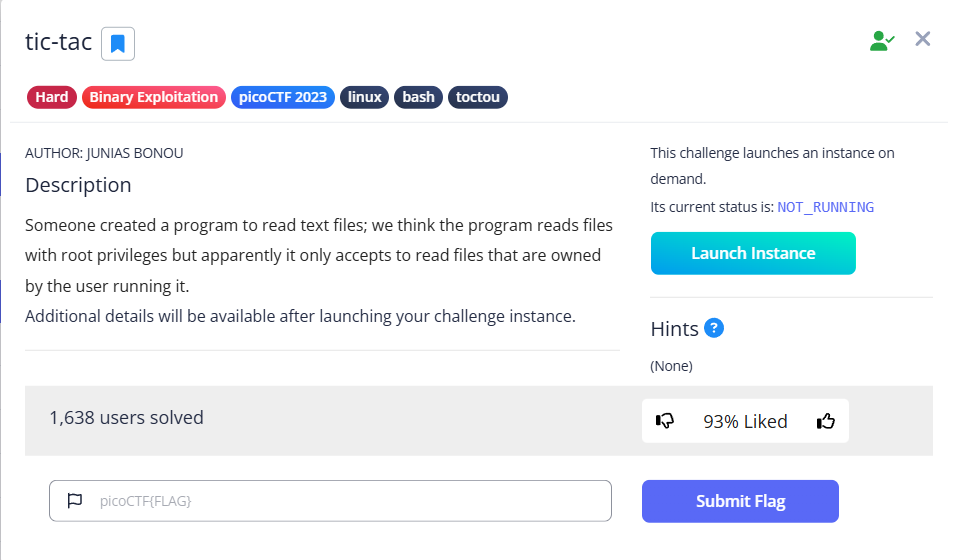 tic-tac
Hard Binary Exploitation picoCTF 2023 linux bash toctou
AUTHOR: JUNIAS BONOU
Description
Someone created a program to read text files; we think the program reads files
with root privileges but apparently it only accepts to read files that are owned
by the user running it.
Additional details will be available after launching your challenge instance.
This challenge launches an instance on
demand.
Its current status is: NOT_RUNNING
Launch Instance
Hints ?
(None)
1,638 users solved
93% Liked
picoCTF{FLAG}
Submit Flag